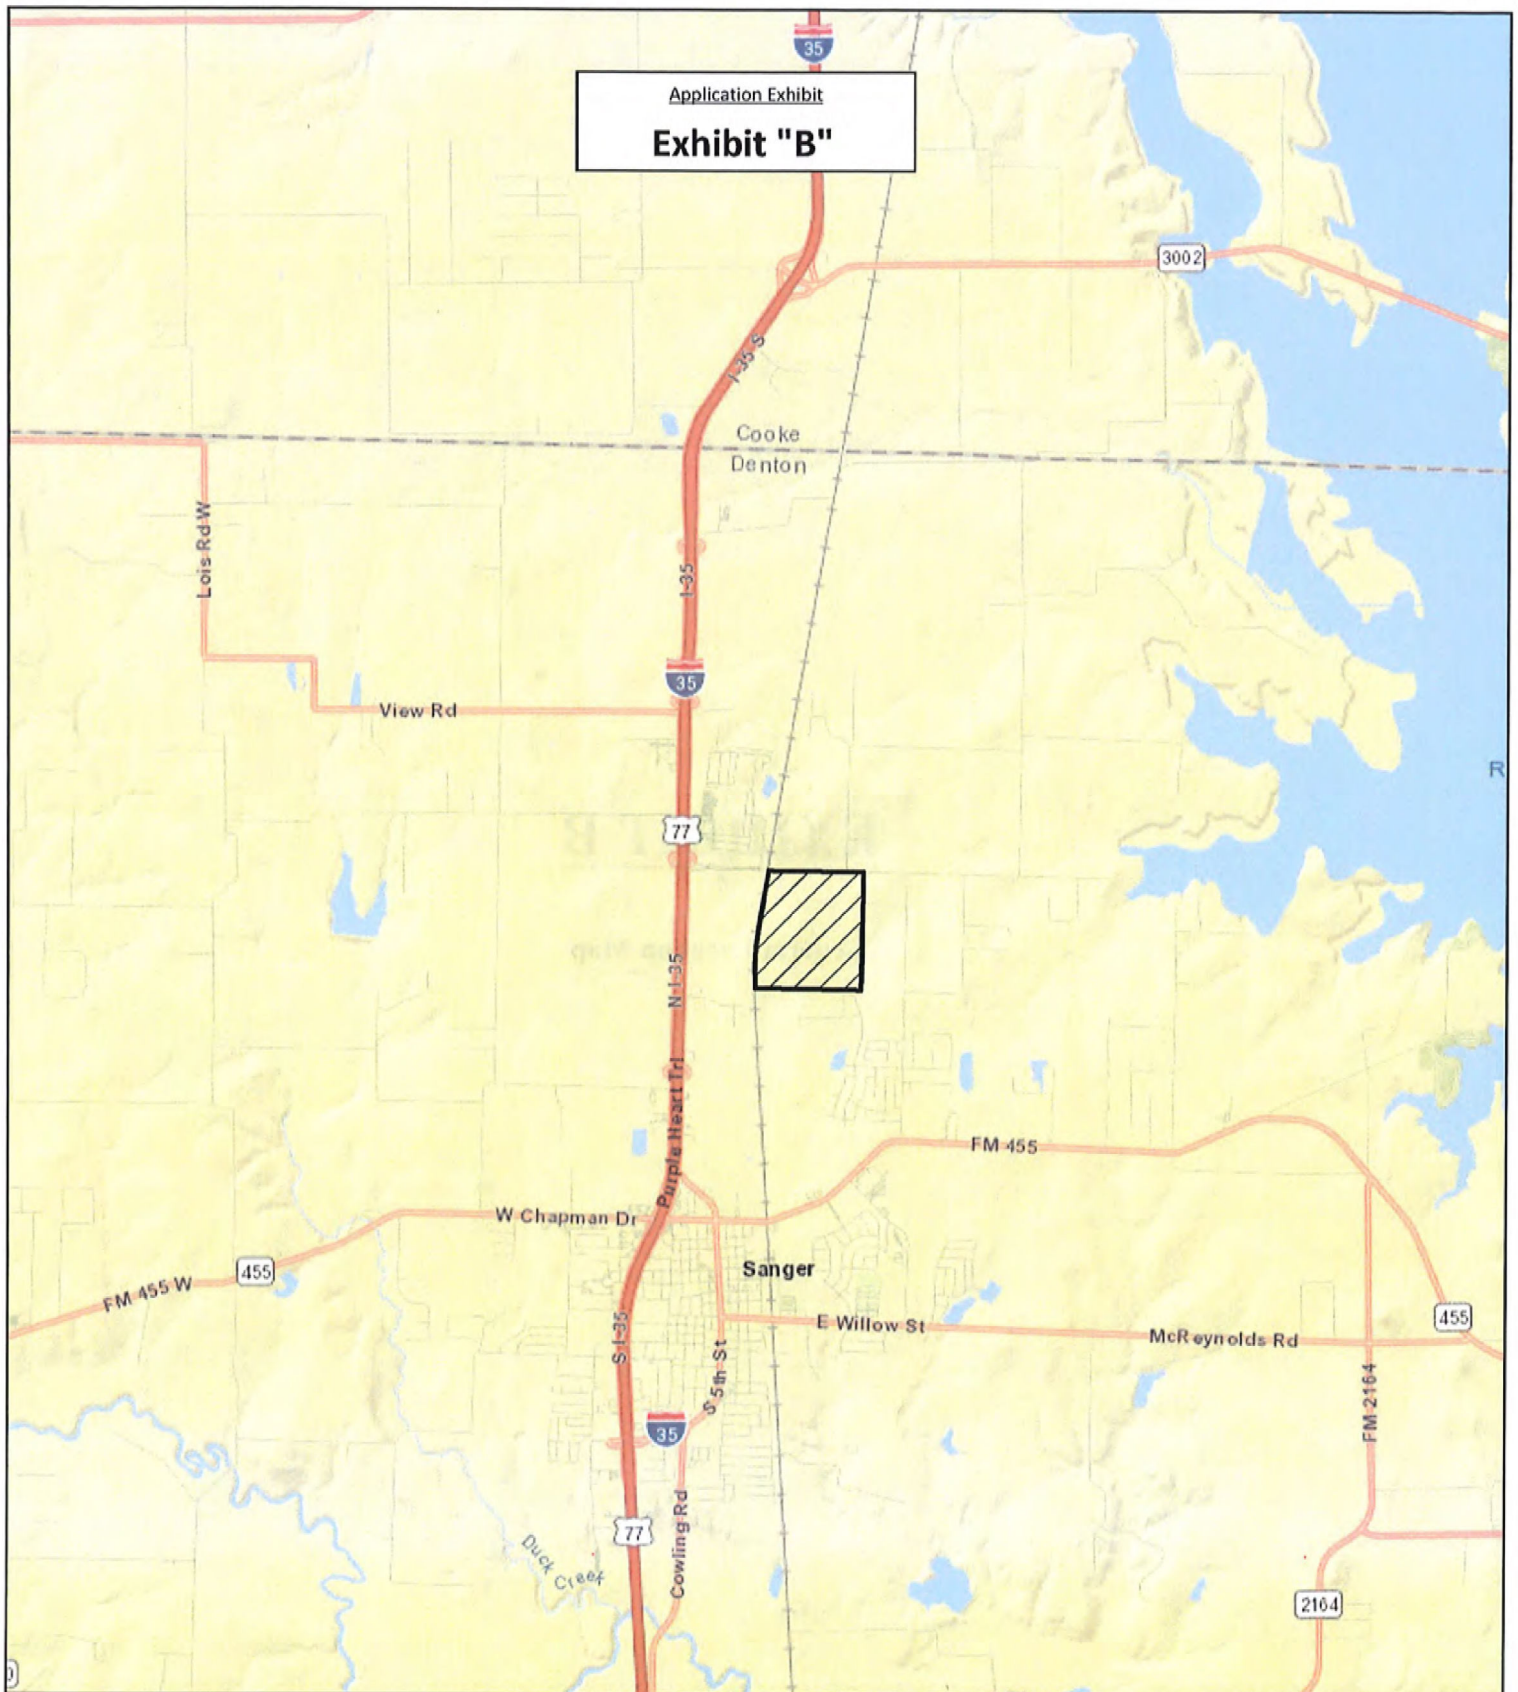 35
Application Exhibit
Exhibit "B"
3002
I-35 S
Cooke
Denton
Lois Rd W
I-35
35
View Rd
R
77
N I-35
Purple Heart Trl
FM 455
W Chapman Dr
455
FM 455 W
Sanger
E Willow St
McReynolds Rd
455
S I-35
S 5th St
FM 2164
35
77
Cowling Rd
Duck
Creek
2164